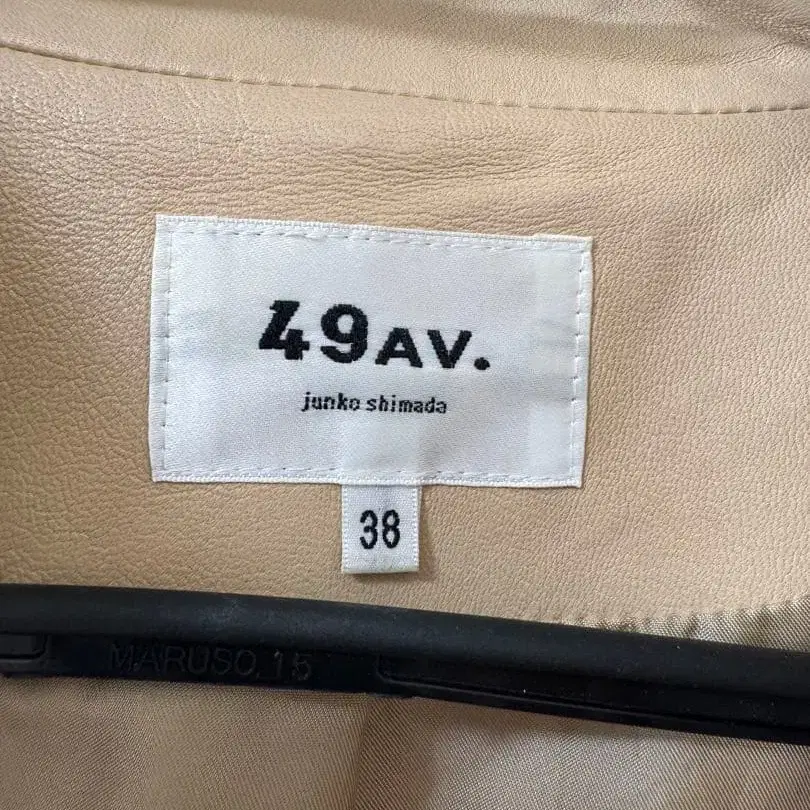 49AV.
junko shimada
38
MARUSO 15